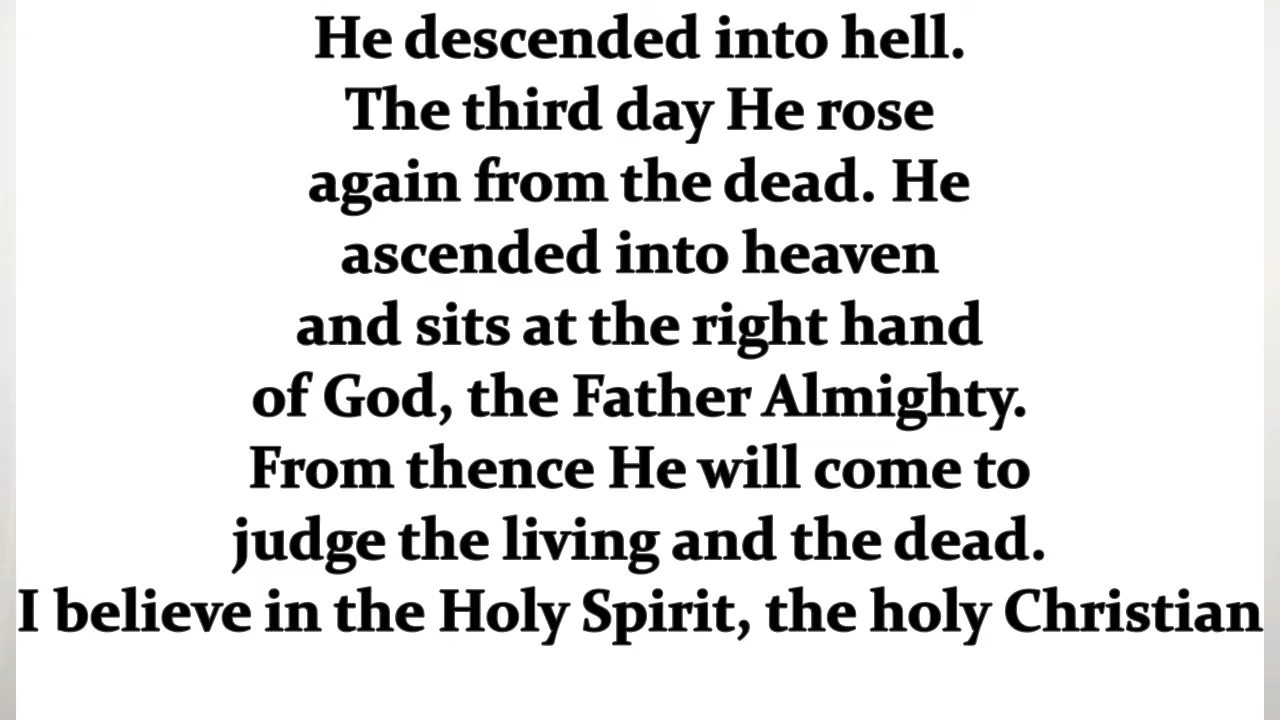 He descended into hell.
The third day He rose
again from the dead. He
ascended into heaven
and sits at the right hand
of God, the Father Almighty.
From thence He will come to
judge the living and the dead.
I believe in the Holy Spirit, the holy Christian